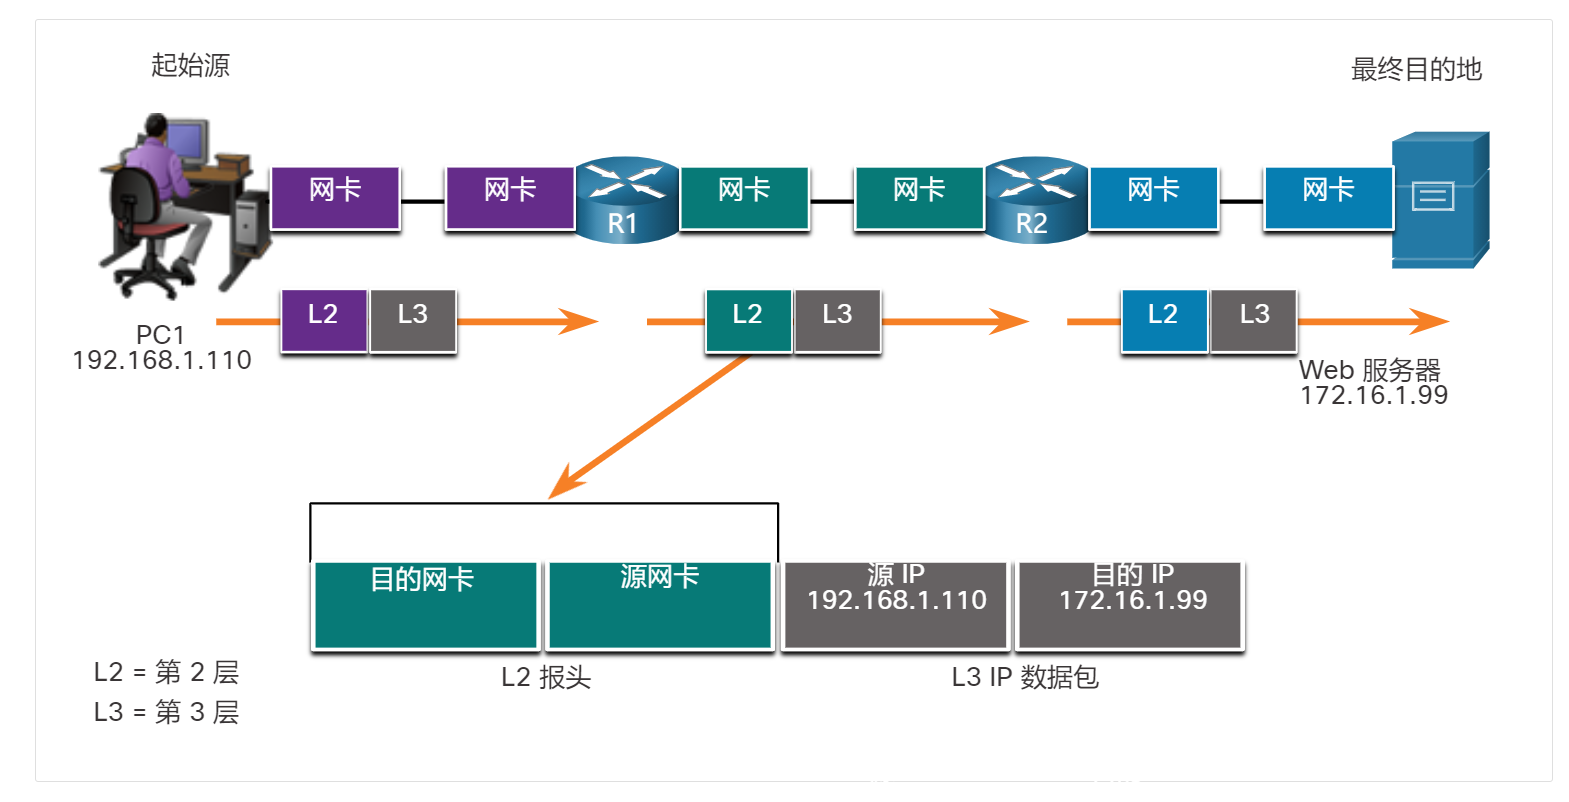 起始源
最终目的地
网卡
网卡
R1
网卡
网卡
R2
网卡
网卡
L2
L3
L2
L3
L2
L3
PC1
192.168.1.110
Web 服务器
172.16.1.99
目的网卡
源网卡
源 IP
192.168.1.110
目的 IP
172.16.1.99
L2 报头
L3 IP 数据包
L2 = 第 2 层
L3 = 第 3 层